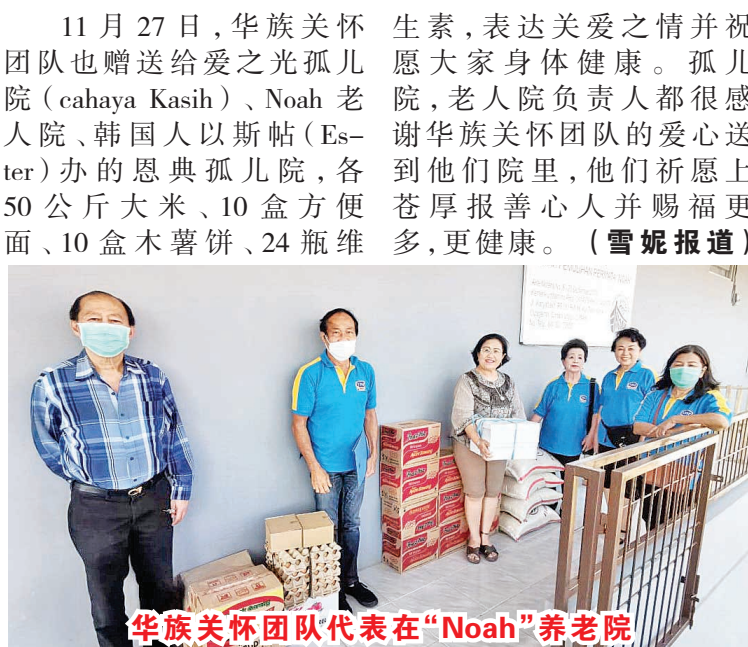 11 月 27 日，华族关怀
团队也赠送给爱之光孤儿
院（cahaya Kasih）、Noah 老
人院、韩国人以斯帖（Es-
ter）办的恩典孤儿院，各
50 公斤大米、10 盒方便
面、10 盒木薯饼、24 瓶维
生素，表达关爱之情并祝
愿大家身体健康。孤儿
院，老人院负责人都很感
谢华族关怀团队的爱心送
到他们院里，他们祈愿上
苍厚报善心人并赐福更
多，更健康。（雪妮报道）
华族关怀团队代表在“Noah”养老院